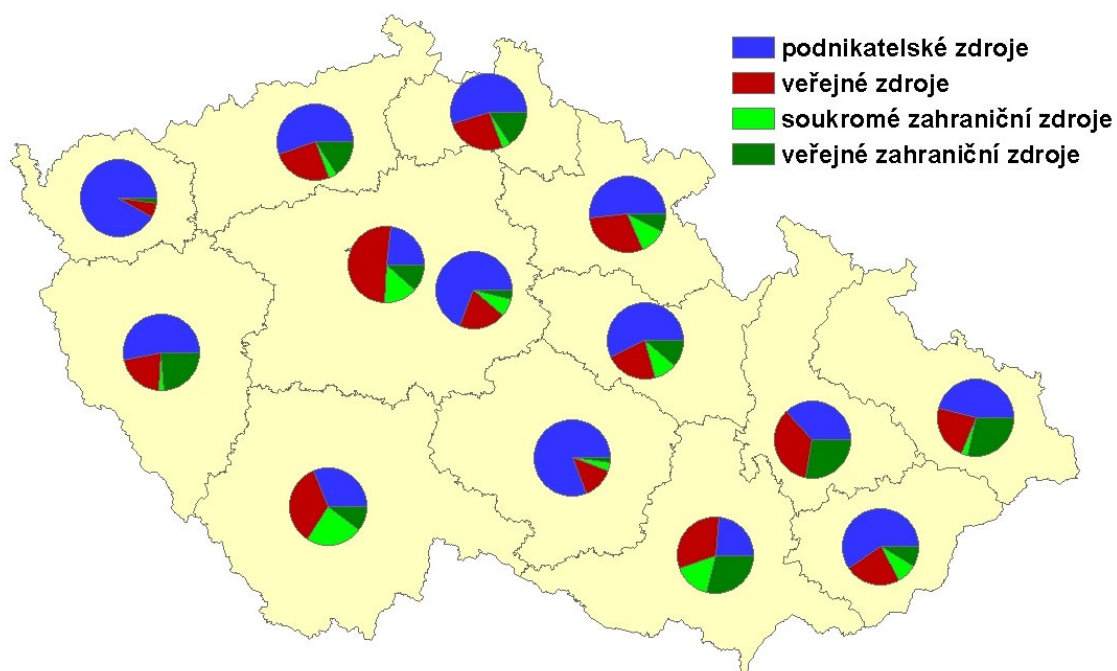 podnikatelské zdroje
veřejné zdroje
soukromé zahraniční zdroje
veřejné zahraniční zdroje